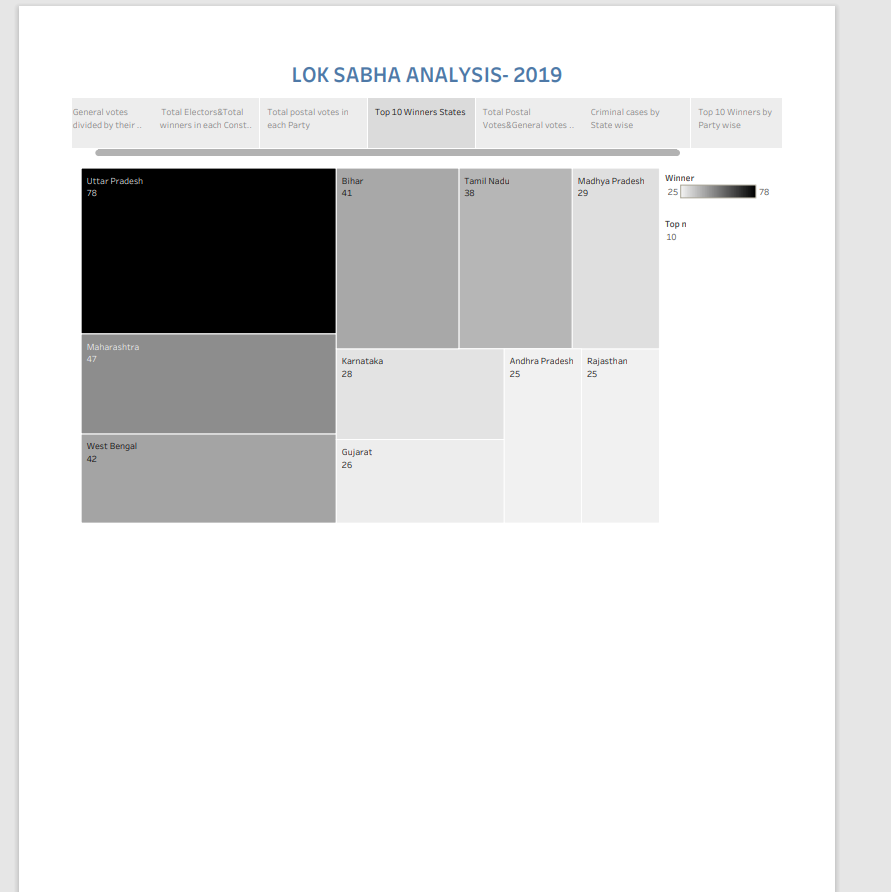 LOK SABHA ANALYSIS- 2019
General votes
divided by their ..
Total Electors&Total
winners in each Const..
Total postal votes in
each Party
Top 10 Winners States
Total Postal
Votes&General votes ..
Criminal cases by
State wise
Top 10 Winners by
Party wise
Uttar Pradesh
78
Bihar
41
Tamil Nadu
38
Madhya Pradesh
29
Winner
25 78
Top n
10
Maharashtra
47
Karnataka
28
Andhra Pradesh
25
Rajasthan
25
West Bengal
42
Gujarat
26